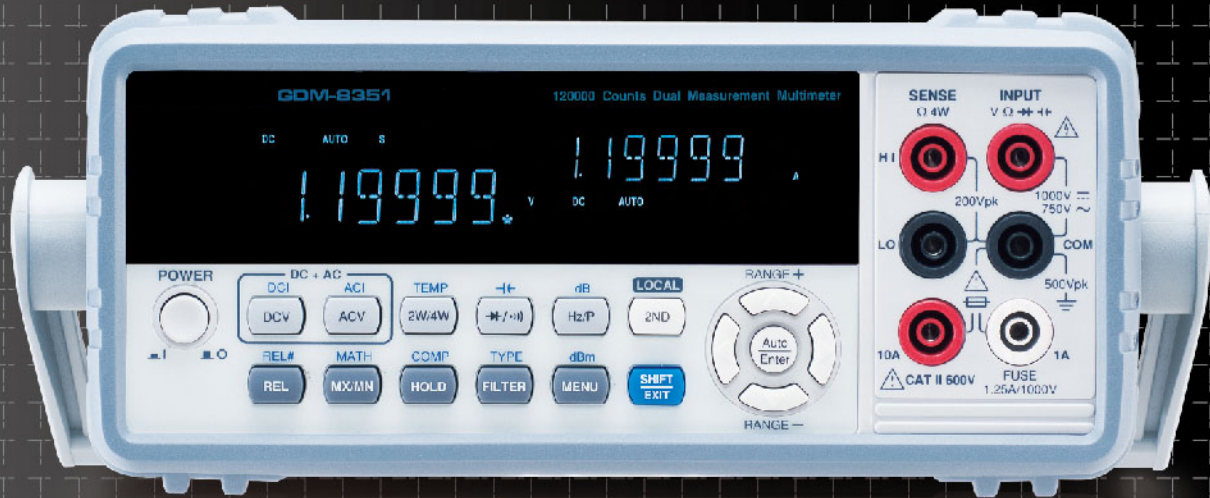 GDM-8351
120000 Counts Dual Measurement Multimeter
DC AUTO S
1.19999 V
1.19999 A
DC AUTO
POWER
I O
DC + AC
DCI ACI TEMP dB LOCAL
DCV ACV 2W/4W Hz/P 2ND
REL# MATH COMP TYPE dBm
REL MX/MN HOLD FILTER MENU SHIFT
EXIT
RANGE +
Auto
Enter
RANGE −
SENSE INPUT
Ω 4W V Ω
HI
200Vpk
1000V
750V
LO COM
500Vpk
10A 1A
CAT II 600V
FUSE
1.25A/1000V